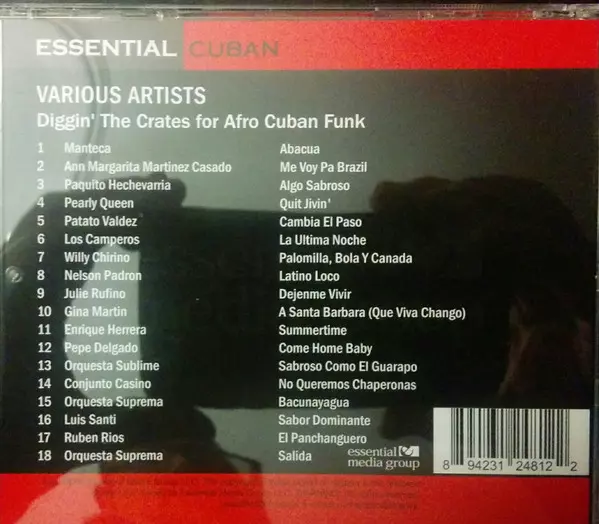 ESSENTIAL CUBAN
VARIOUS ARTISTS
Diggin' The Crates for Afro Cuban Funk
1 Manteca Abacua
2 Ann Margarita Martinez Casado Me Voy Pa Brazil
3 Paquito Hechevarria Algo Sabroso
4 Pearly Queen Quit Jivin'
5 Patato Valdez Cambia El Paso
6 Los Camperos La Ultima Noche
7 Willy Chirino Palomilla, Bola Y Canada
8 Nelson Padron Latino Loco
9 Julie Rufino Dejenme Vivir
10 Gina Martin A Santa Barbara (Que Viva Chango)
11 Enrique Herrera Summertime
12 Pepe Delgado Come Home Baby
13 Orquesta Sublime Sabroso Como El Guarapo
14 Conjunto Casino No Queremos Chaperonas
15 Orquesta Suprema Bacunayagua
16 Luis Santi Sabor Dominante
17 Ruben Rios El Panchanguero
18 Orquesta Suprema Salida
essential
media group
8 94231 24812 2